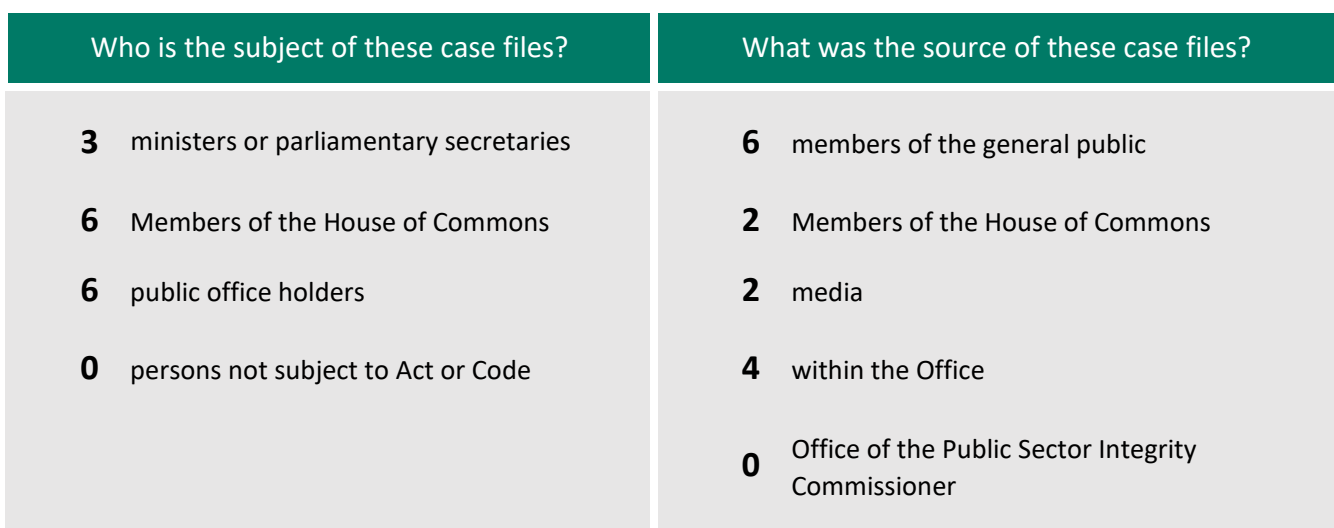 Who is the subject of these case files?
3 ministers or parliamentary secretaries
6 Members of the House of Commons
6 public office holders
0 persons not subject to Act or Code
What was the source of these case files?
6 members of the general public
2 Members of the House of Commons
2 media
4 within the Office
0 Office of the Public Sector Integrity
Commissioner